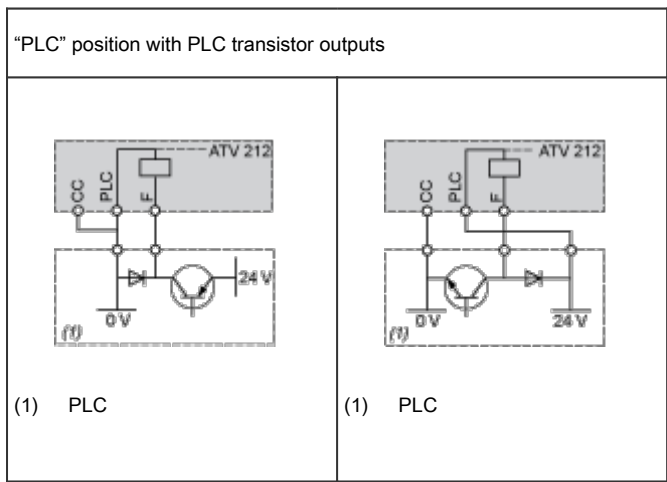 “PLC” position with PLC transistor outputs
ATV 212
CC
PLC
F
24 V
0 V
(1)
(1) PLC
ATV 212
CC
PLC
F
0 V
24 V
(1)
(1) PLC